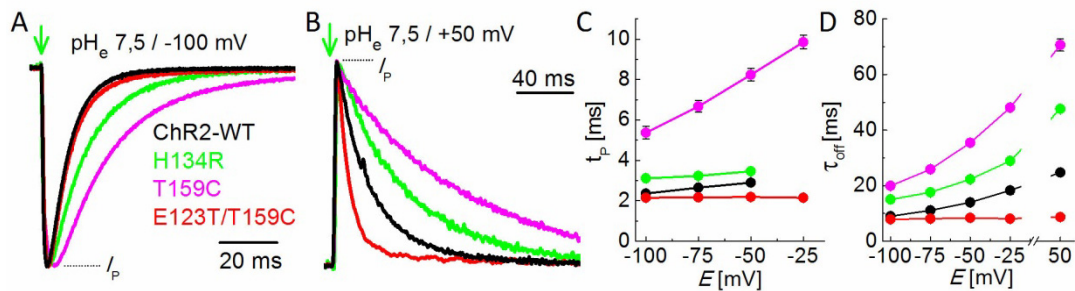 A
pHe 7,5 / -100 mV
IP
ChR2-WT
H134R
T159C
E123T/T159C
20 ms
B
pHe 7,5 / +50 mV
IP
40 ms
C
tP [ms]
10
8
6
4
2
0
-100 -75 -50 -25
E [mV]
D
τoff [ms]
80
60
40
20
0
-100 -75 -50 -25 50
E [mV]